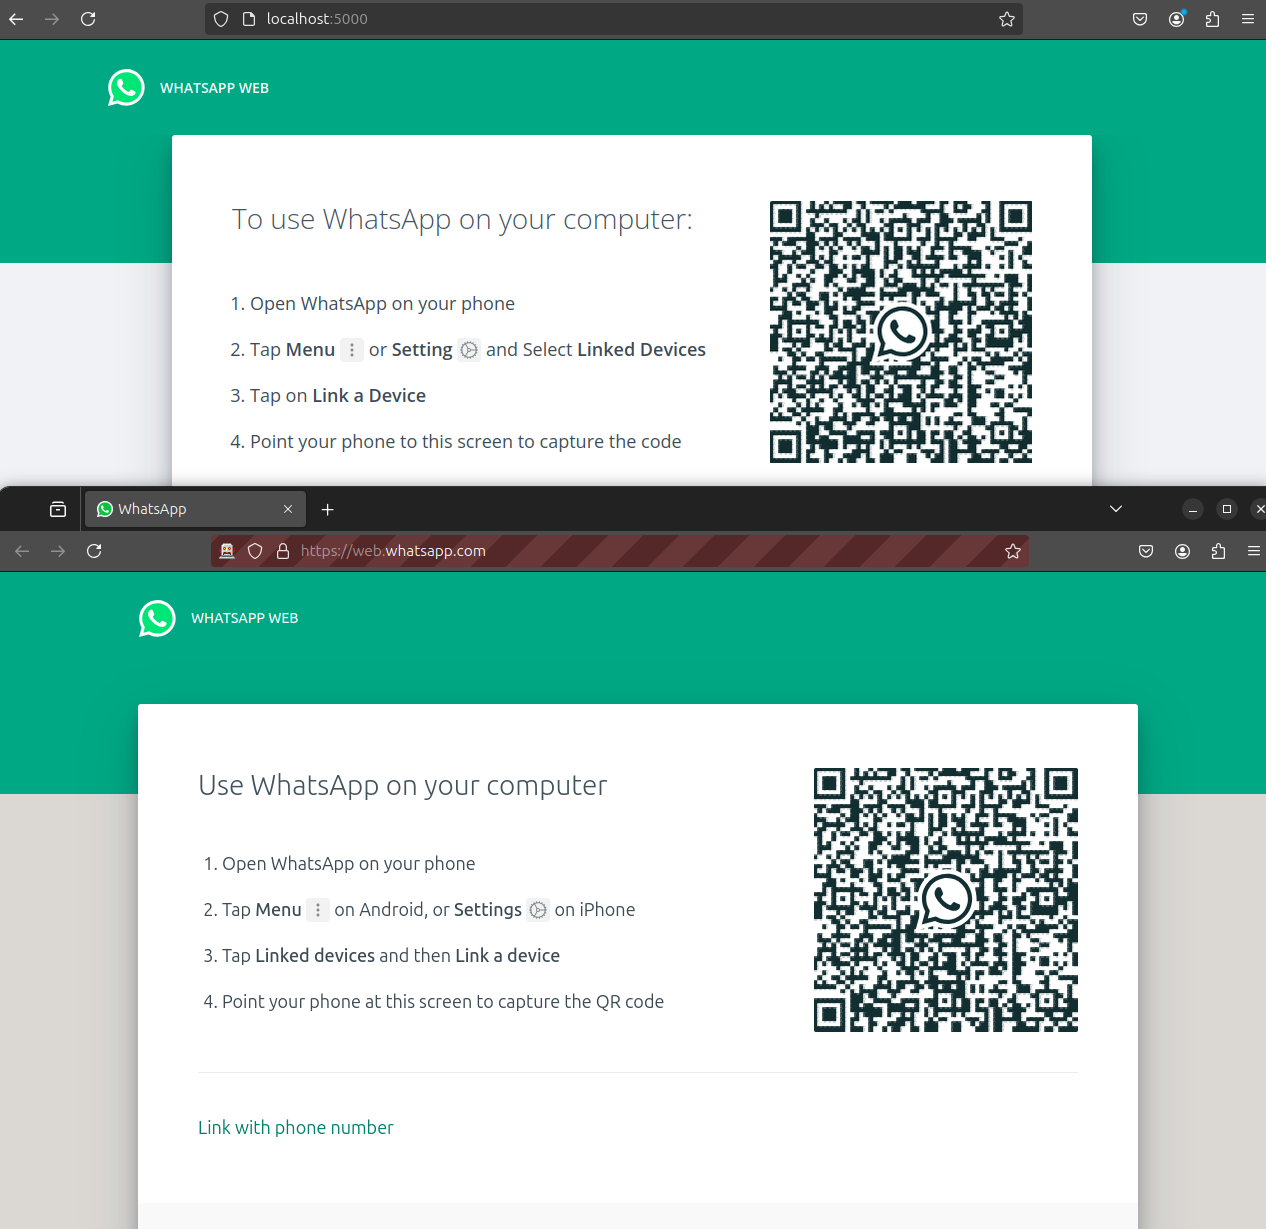 localhost:5000
WHATSAPP WEB
To use WhatsApp on your computer:
1. Open WhatsApp on your phone
2. Tap Menu or Setting and Select Linked Devices
3. Tap on Link a Device
4. Point your phone to this screen to capture the code
WhatsApp
https://web.whatsapp.com
WHATSAPP WEB
Use WhatsApp on your computer
1. Open WhatsApp on your phone
2. Tap Menu on Android, or Settings on iPhone
3. Tap Linked devices and then Link a device
4. Point your phone at this screen to capture the QR code
Link with phone number